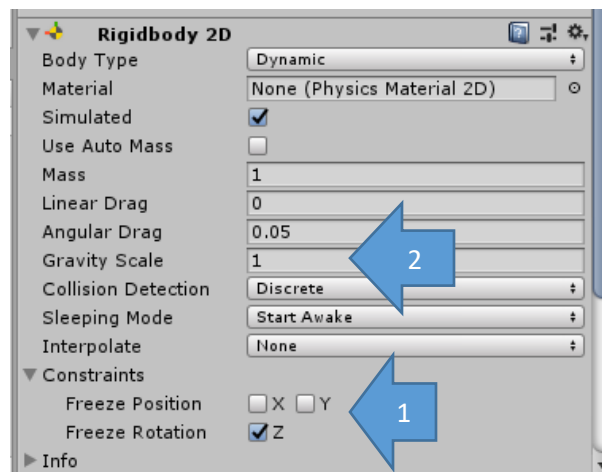 Rigidbody 2D
Body Type Dynamic
Material None (Physics Material 2D)
Simulated
Use Auto Mass
Mass 1
Linear Drag 0
Angular Drag 0.05
Gravity Scale 1 2
Collision Detection Discrete
Sleeping Mode Start Awake
Interpolate None
Constraints
Freeze Position X Y 1
Freeze Rotation Z
Info